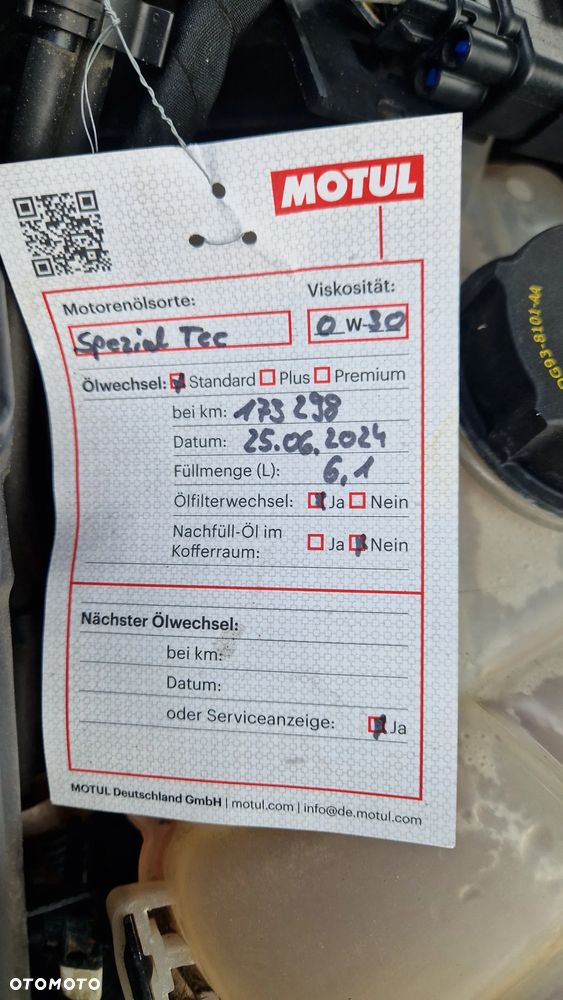 MOTUL
Motorenölsorte: Viskosität:
Spezial Tec 0 W-30
Ölwechsel: Standard Plus Premium
bei km: 173 298
Datum: 25.06.2024
Füllmenge (L): 6,1
Ölfilterwechsel: Ja Nein
Nachfüll-Öl im
Kofferraum: Ja Nein
Nächster Ölwechsel:
bei km:
Datum:
oder Serviceanzeige: Ja
MOTUL Deutschland GmbH | motul.com | info@de.motul.com
OTOMOTO